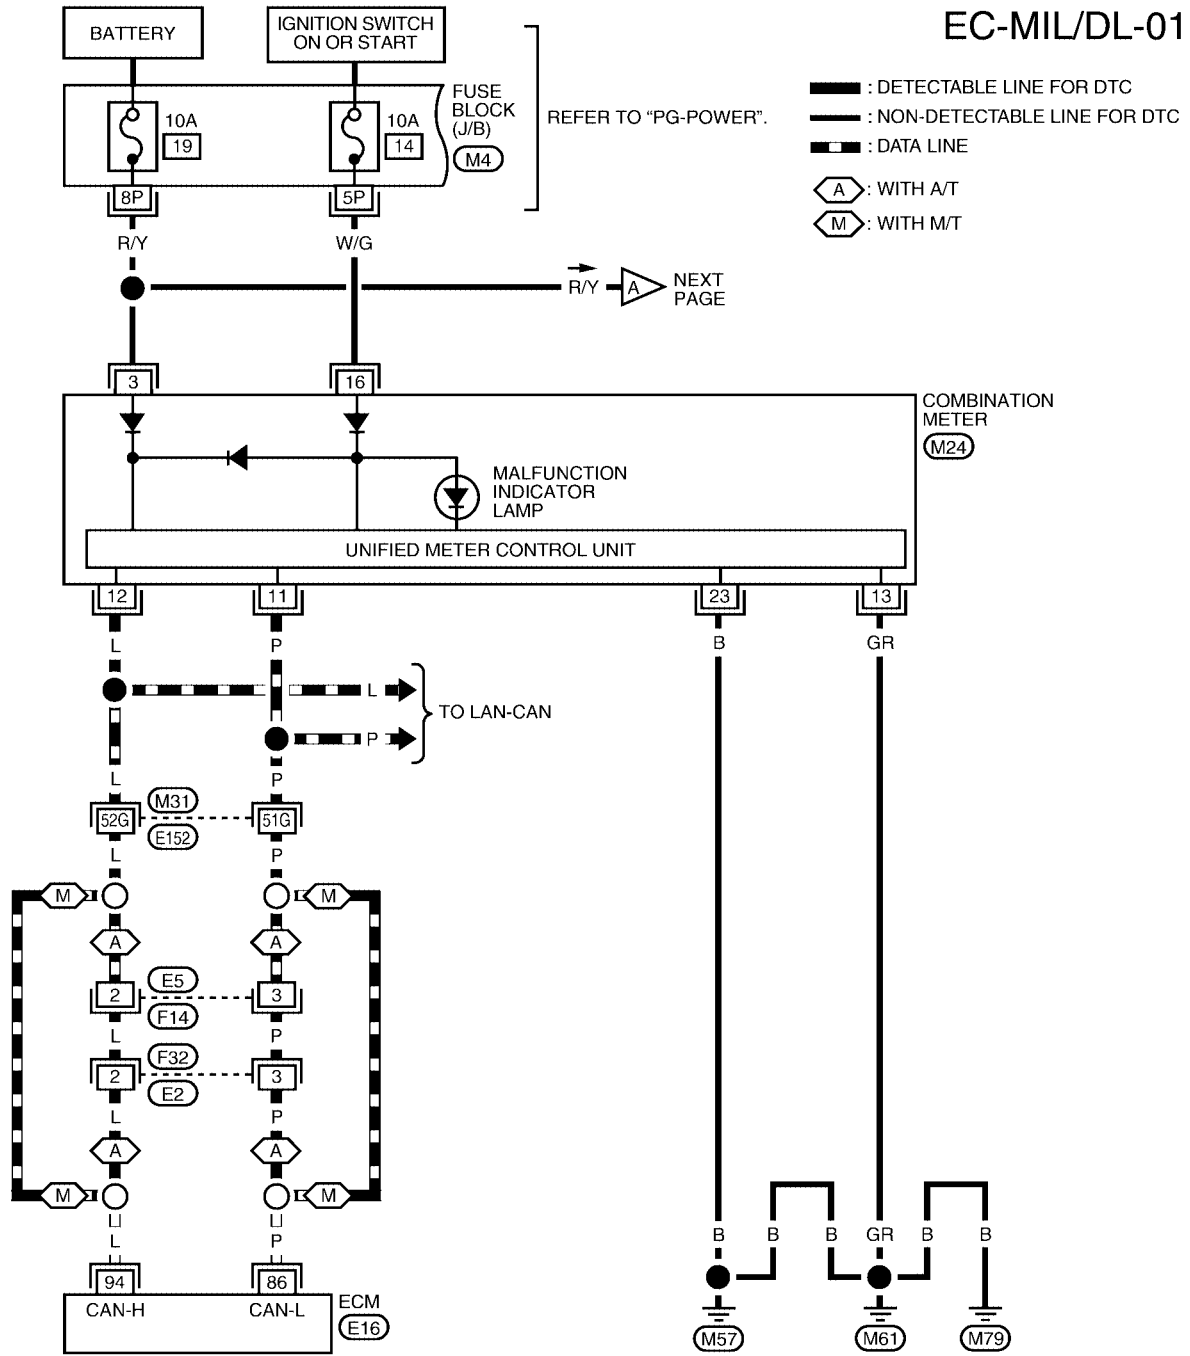 EC-MIL/DL-01
BATTERY
IGNITION SWITCH
ON OR START
FUSE
BLOCK
(J/B)
M4
10A
19
10A
14
REFER TO “PG-POWER”.
: DETECTABLE LINE FOR DTC
: NON-DETECTABLE LINE FOR DTC
: DATA LINE
A : WITH A/T
M : WITH M/T
8P
5P
R/Y
W/G
R/Y
A
NEXT
PAGE
3
16
COMBINATION
METER
M24
MALFUNCTION
INDICATOR
LAMP
UNIFIED METER CONTROL UNIT
12
11
23
13
L
P
B
GR
L
TO LAN-CAN
P
L
P
52G
M31
E152
51G
L
P
M
M
A
A
2
E5
F14
3
L
P
2
F32
E2
3
L
P
A
A
M
M
L
P
B
B
B
GR
B
B
94
86
CAN-H
CAN-L
ECM
E16
M57
M61
M79